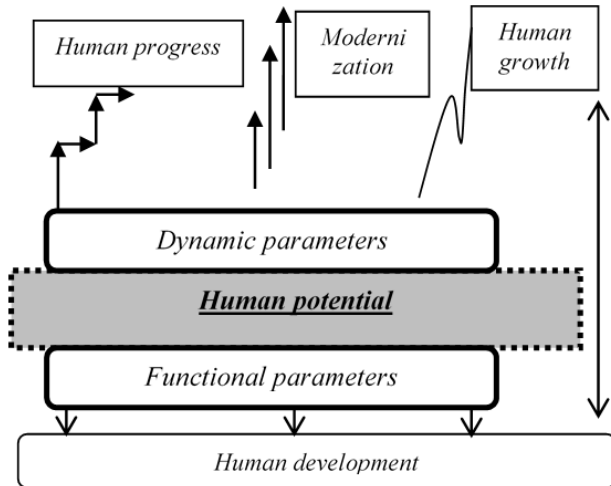 Human progress
Moderni
zation
Human
growth
Dynamic parameters
Human potential
Functional parameters
Human development